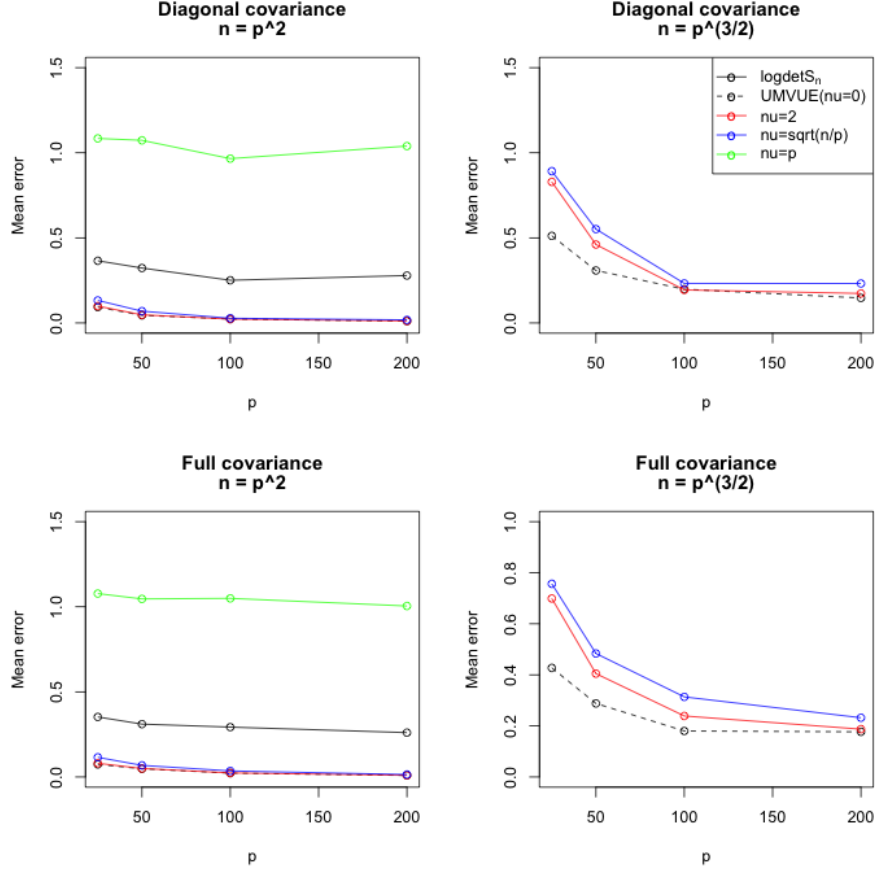 Diagonal covariance
n = p^2
Mean error
1.5
1.0
0.5
0.0
50
100
150
200
p
Diagonal covariance
n = p^(3/2)
Mean error
1.5
1.0
0.5
0.0
50
100
150
200
p
logdetSₙ
UMVUE(nu=0)
nu=2
nu=sqrt(n/p)
nu=p
Full covariance
n = p^2
Mean error
1.5
1.0
0.5
0.0
50
100
150
200
p
Full covariance
n = p^(3/2)
Mean error
1.0
0.8
0.6
0.4
0.2
0.0
50
100
150
200
p